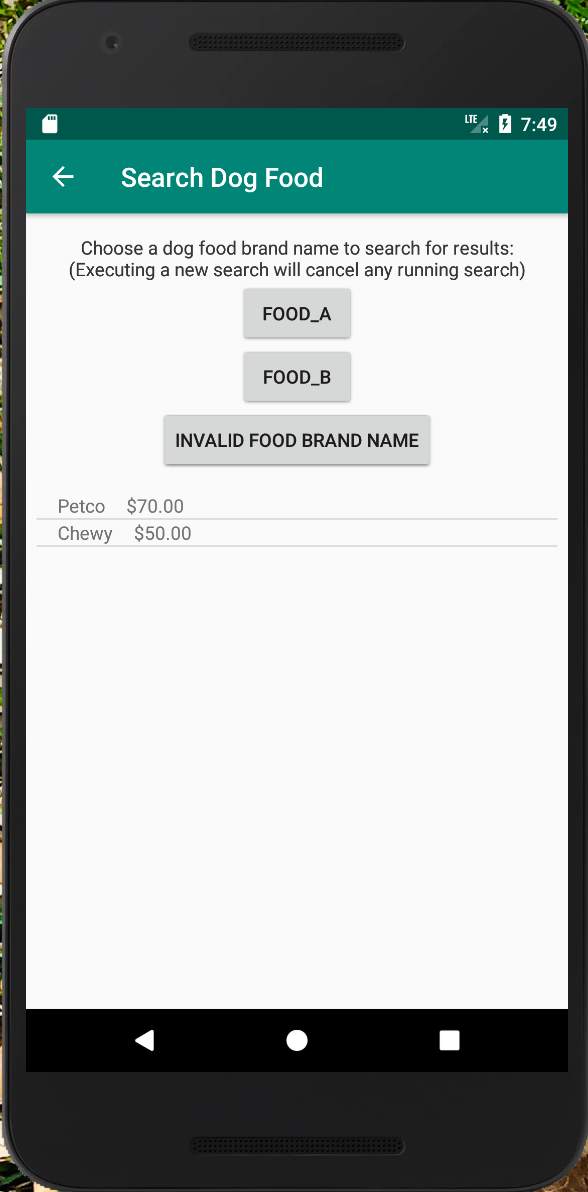 LTE 7:49
Search Dog Food
Choose a dog food brand name to search for results:
(Executing a new search will cancel any running search)
FOOD_A
FOOD_B
INVALID FOOD BRAND NAME
Petco $70.00
Chewy $50.00